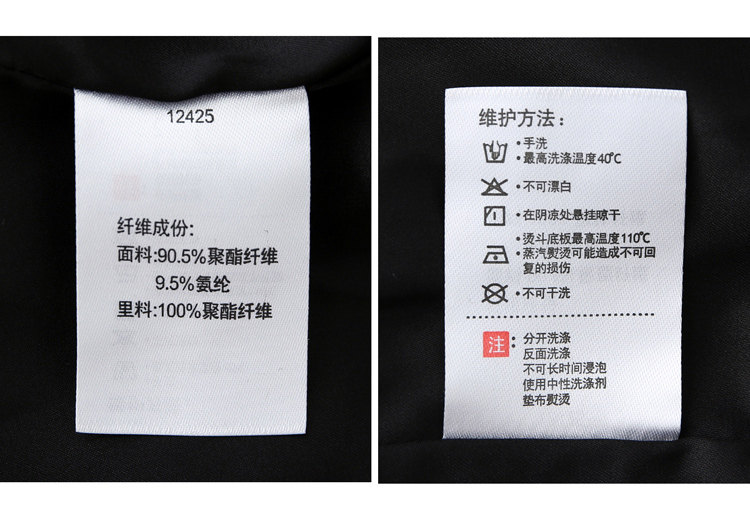 12425
纤维成份:
面料:90.5%聚酯纤维
9.5%氨纶
里料:100%聚酯纤维
维护方法:
•手洗
•最高洗涤温度40℃
•不可漂白
•在阴凉处悬挂晾干
•烫斗底板最高温度110℃
•蒸汽熨烫可能造成不可回
复的损伤
•不可干洗
注:
分开洗涤
反面洗涤
不可长时间浸泡
使用中性洗涤剂
垫布熨烫